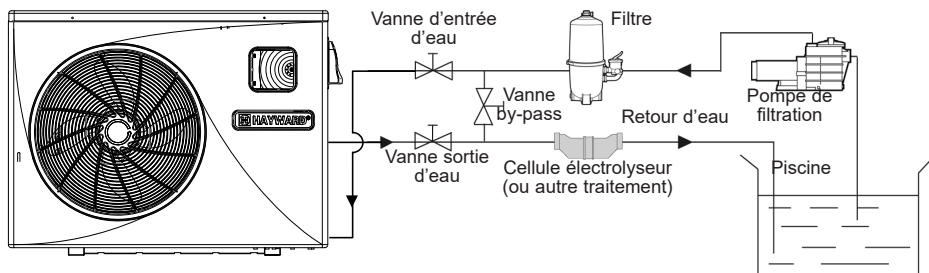 Vanne d’entrée
d’eau
Filtre
HAYWARD®
Vanne
by-pass
Pompe de
filtration
Retour d’eau
Vanne sortie
d’eau
Cellule électrolyseur
(ou autre traitement)
Piscine